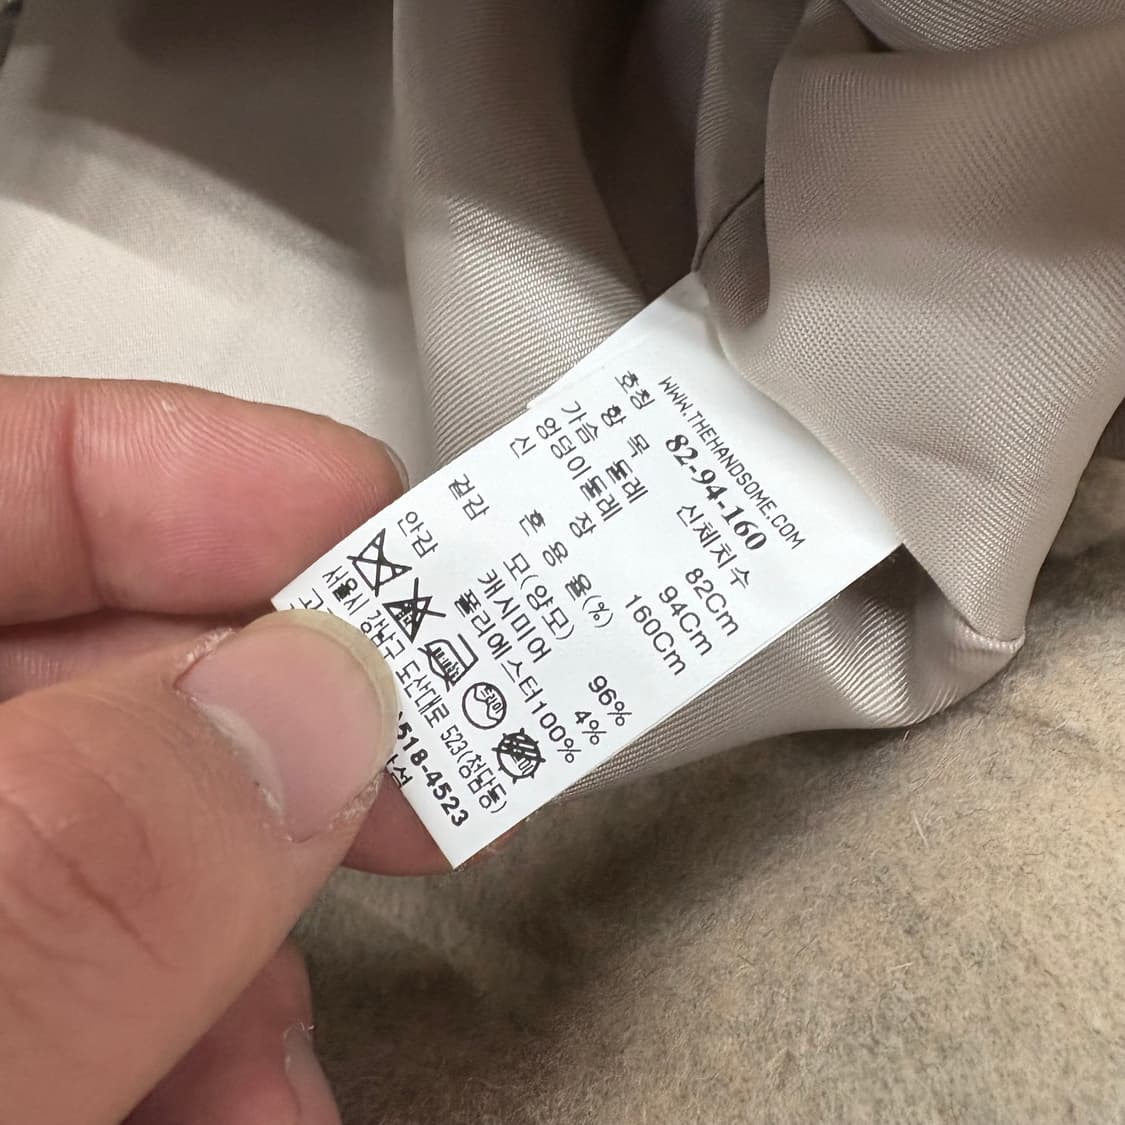 WWW.THEHANDSOME.COM
호칭 82-94-160
항 목 신체치수
가슴 둘레 82Cm
엉덩이둘레 94Cm
신 장 160Cm
혼 용 율(%)
겉감 모(양모) 96%
캐시미어 4%
안감 폴리에스터100%
서울시 강남구 도산대로 523(청담동)
518-4523